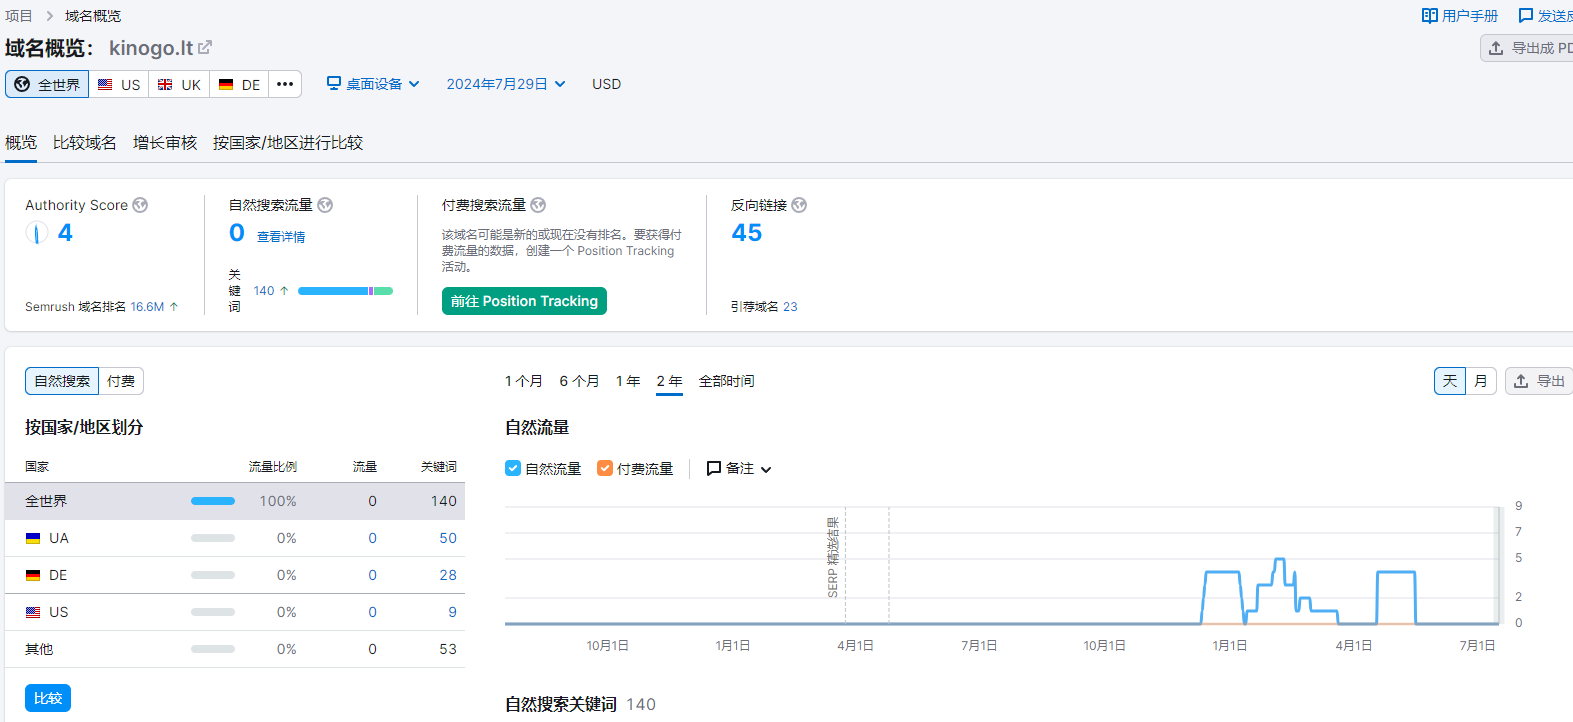 项目 > 域名概览
用户手册
发送反
域名概览： kinogo.lt
导出成 PD
全世界 US UK DE •••
桌面设备 2024年7月29日 USD
概览 比较域名 增长审核 按国家/地区进行比较
Authority Score
4
Semrush 域名排名 16.6M ↑
自然搜索流量
0 查看详情
关键词 140 ↑
付费搜索流量
该域名可能是新的或现在没有排名。要获得付
费流量的数据，创建一个 Position Tracking
活动。
前往 Position Tracking
反向链接
45
引荐域名 23
自然搜索 付费
按国家/地区划分
国家 流量比例 流量 关键词
全世界 100% 0 140
UA 0% 0 50
DE 0% 0 28
US 0% 0 9
其他 0% 0 53
比较
1 个月 6 个月 1 年 2 年 全部时间
天 月 导出
自然流量
自然流量 付费流量 备注
SERP 精选结果
9
7
5
2
0
10月1日 1月1日 4月1日 7月1日 10月1日 1月1日 4月1日 7月1日
自然搜索关键词 140